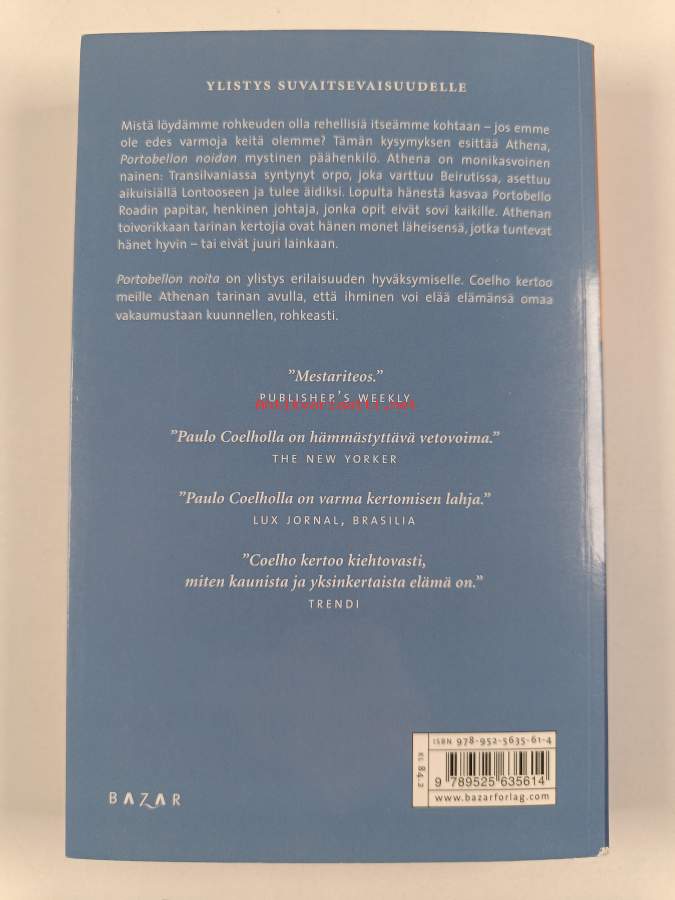 YLISTYS SUVAITSEVAISUUDELLE
Mistä löydämme rohkeuden olla rehellisiä itseämme kohtaan – jos emme
ole edes varmoja keitä olemme? Tämän kysymyksen esittää Athena,
Portobellon noidan mystinen päähenkilö. Athena on monikasvoinen
nainen: Transilvaniassa syntynyt orpo, joka varttuu Beirutissa, asettuu
aikuisiällä Lontooseen ja tulee äidiksi. Lopulta hänestä kasvaa Portobello
Roadin papitar, henkinen johtaja, jonka opit eivät sovi kaikille. Athenan
toivorikkaan tarinan kertojia ovat hänen monet läheisensä, jotka tuntevat
hänet hyvin – tai eivät juuri lainkaan.
Portobellon noita on ylistys erilaisuuden hyväksymiselle. Coelho kertoo
meille Athenan tarinan avulla, että ihminen voi elää elämänsä omaa
vakaumustaan kuunnellen, rohkeasti.
”Mestariteos.”
PUBLISHER'S WEEKLY
antikvariaatti.net
”Paulo Coelholla on hämmästyttävä vetovoima.”
THE NEW YORKER
”Paulo Coelholla on varma kertomisen lahja.”
LUX JORNAL, BRASILIA
”Coelho kertoo kiehtovasti,
miten kaunista ja yksinkertaista elämä on.”
TRENDI
ISBN 978-952-5635-61-4
KL 84.2
9 789525 635614
www.bazarforlag.com
BAZAR